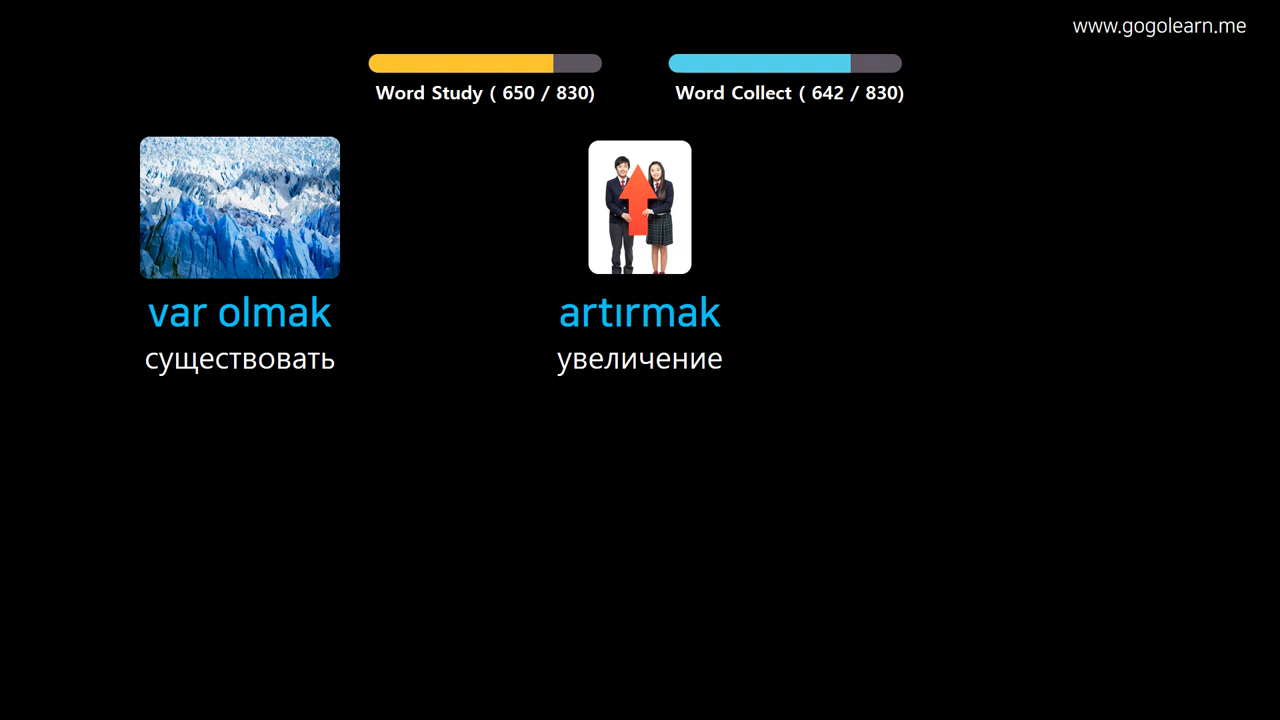 www.gogolearn.me
Word Study ( 650 / 830)
Word Collect ( 642 / 830)
var olmak
существовать
artırmak
увеличение